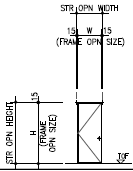 STR OPN WIDTH
15 W 15
(FRAME OPN SIZE)
15
STR OPN HEIGHT
H
(FRAME
OPN SIZE)
TOF